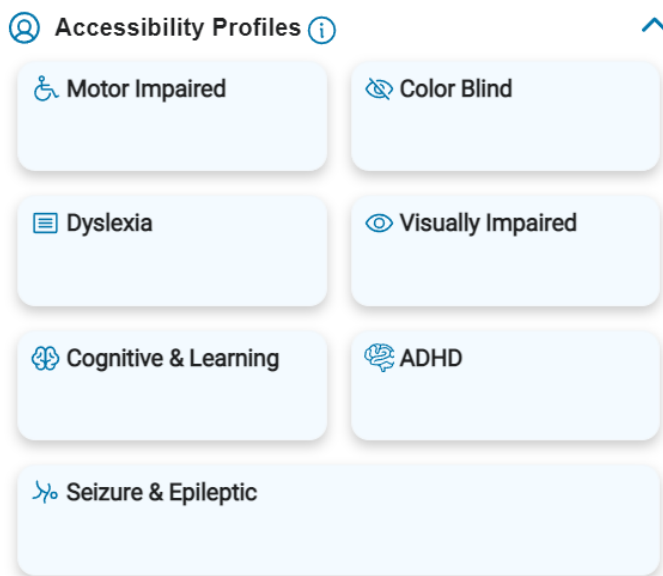 Accessibility Profiles
Motor Impaired
Color Blind
Dyslexia
Visually Impaired
Cognitive & Learning
ADHD
Seizure & Epileptic